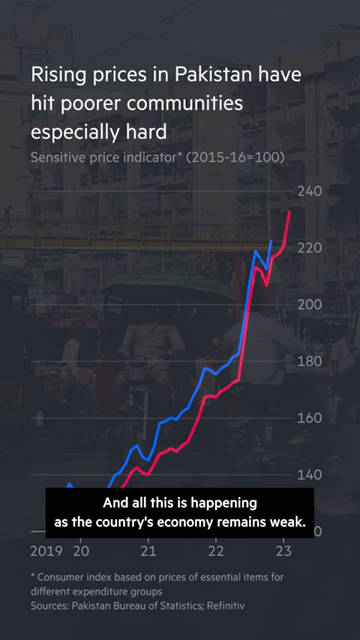 Rising prices in Pakistan have
hit poorer communities
especially hard
Sensitive price indicator* (2015-16=100)
240
220
200
180
160
140
And all this is happening
as the country's economy remains weak.
0
2019 20 21 22 23
* Consumer index based on prices of essential items for
different expenditure groups
Sources: Pakistan Bureau of Statistics; Refinitiv